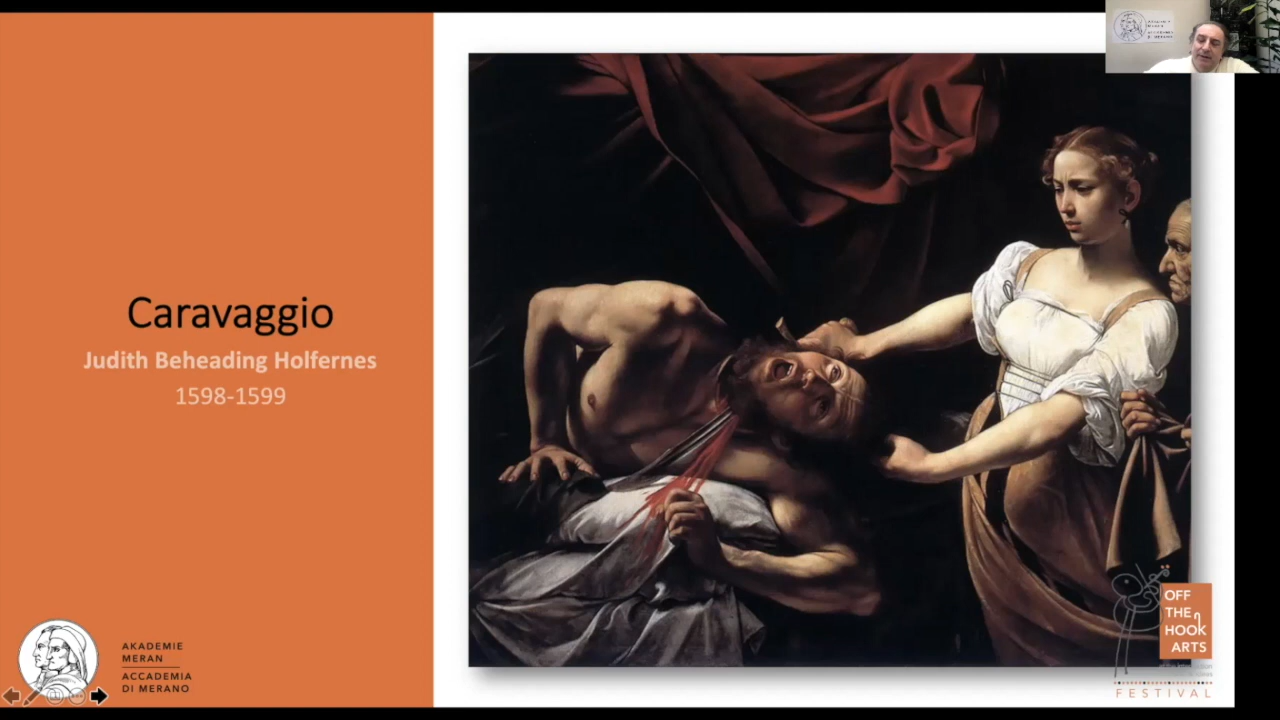 Caravaggio
Judith Beheading Holfernes
1598-1599
AKADEMIE
MERAN
ACCADEMIA
DI MERANO
OFF
THE
HOOK
ARTS
FESTIVAL